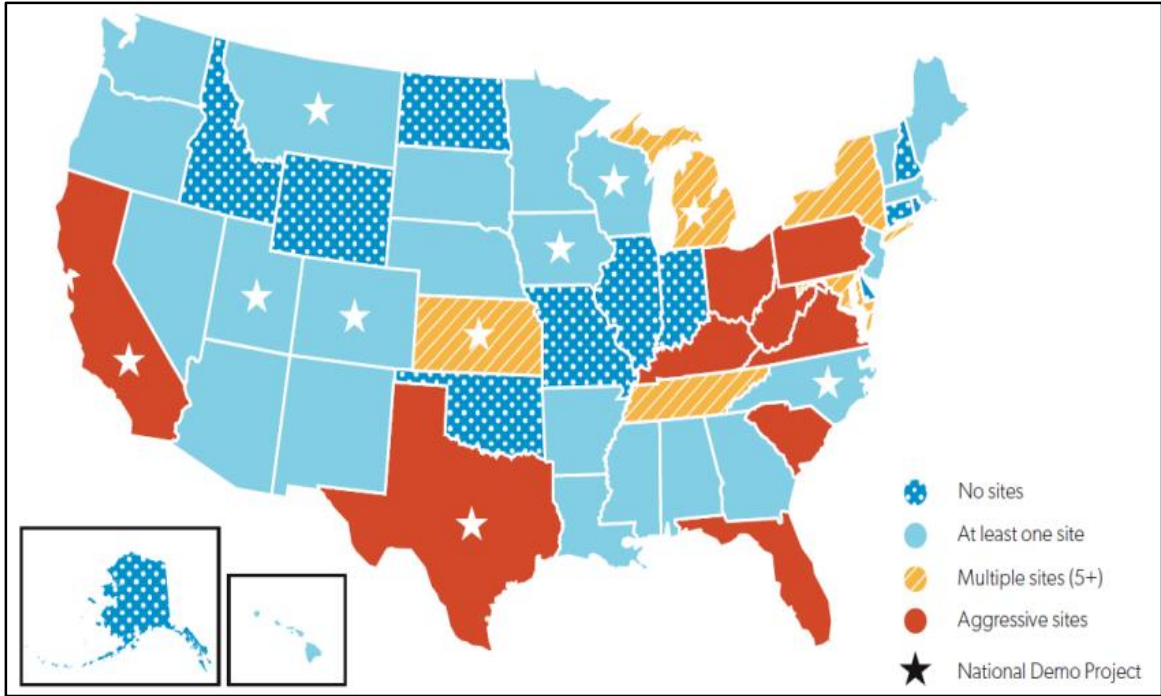 No sites
At least one site
Multiple sites (5+)
Aggressive sites
National Demo Project